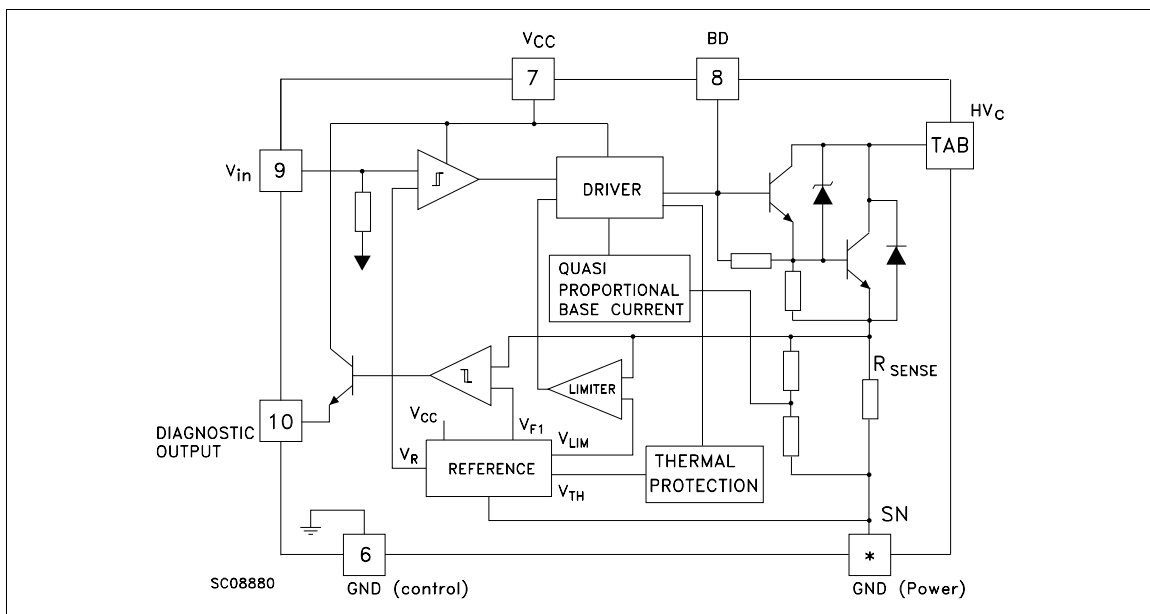 VCC
BD
7
8
HVC
TAB
Vin
9
DRIVER
QUASI
PROPORTIONAL
BASE CURRENT
RSENSE
LIMITER
10
DIAGNOSTIC
OUTPUT
VCC
VF1
VLIM
VR
REFERENCE
VTH
THERMAL
PROTECTION
SN
6
*
SC08880
GND (control)
GND (Power)